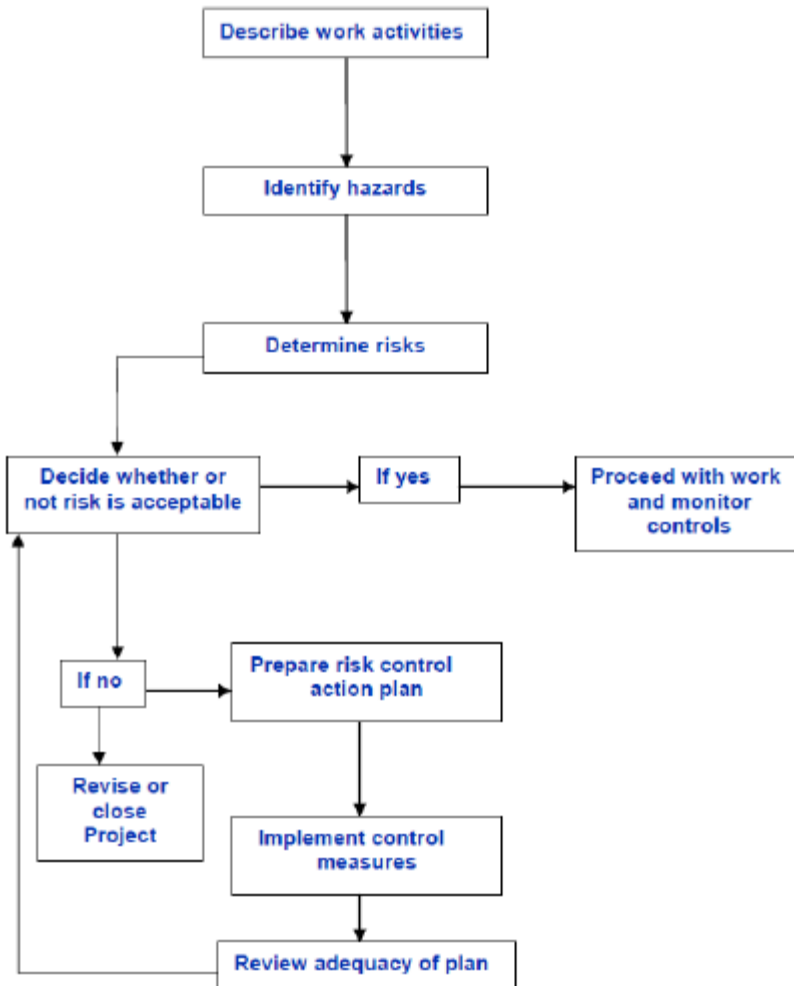 Describe work activities
Identify hazards
Determine risks
Decide whether or
not risk is acceptable
If yes
Proceed with work
and monitor
controls
If no
Prepare risk control
action plan
Revise or
close
Project
Implement control
measures
Review adequacy of plan